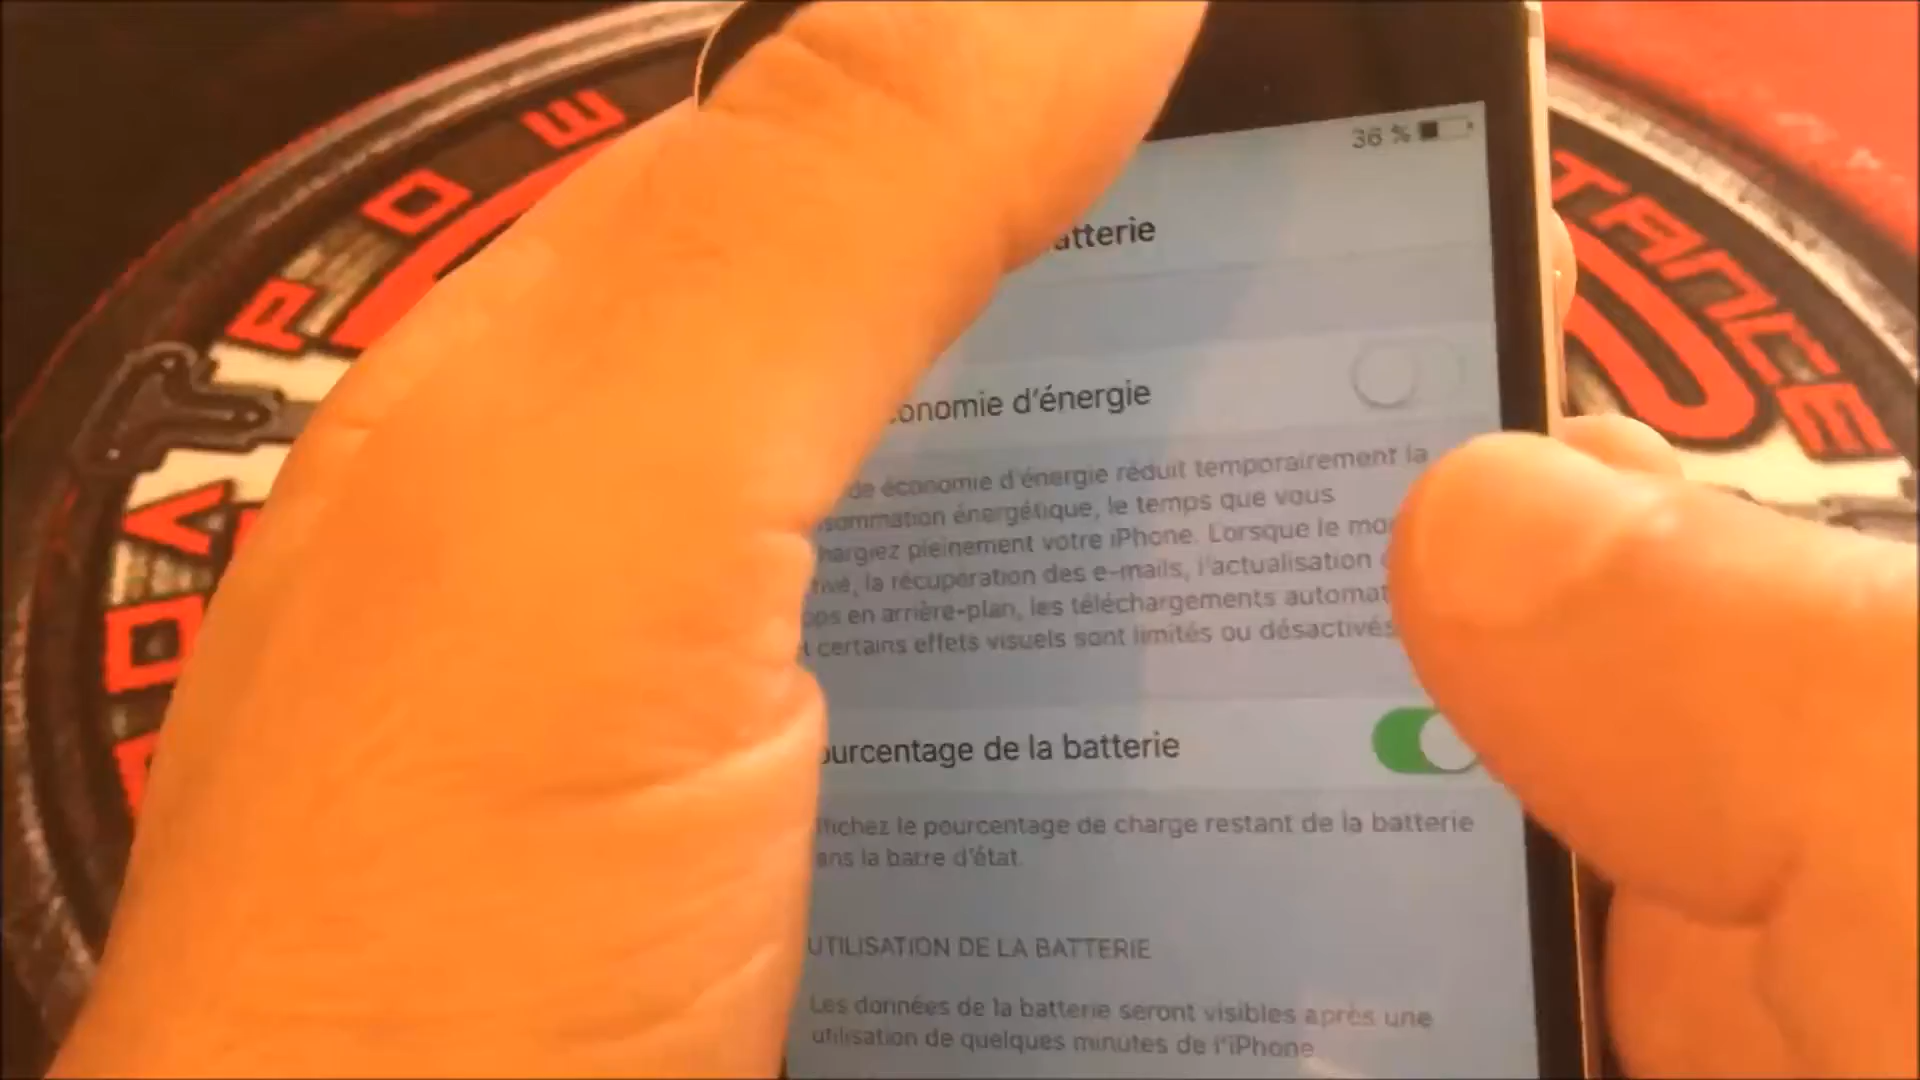 36 %
atterie
conomie d'énergie
de économie d'énergie réduit temporairement la
sommation énergétique, le temps que vous
hargiez pleinement votre iPhone. Lorsque le mo
tivé, la récupération des e-mails, l'actualisation
ps en arrière-plan, les téléchargements automat
t certains effets visuels sont limités ou désactivés
ourcentage de la batterie
ffichez le pourcentage de charge restant de la batterie
ans la barre d'état.
UTILISATION DE LA BATTERIE
Les données de la batterie seront visibles après une
utilisation de quelques minutes de l'iPhone
POW
TANCE